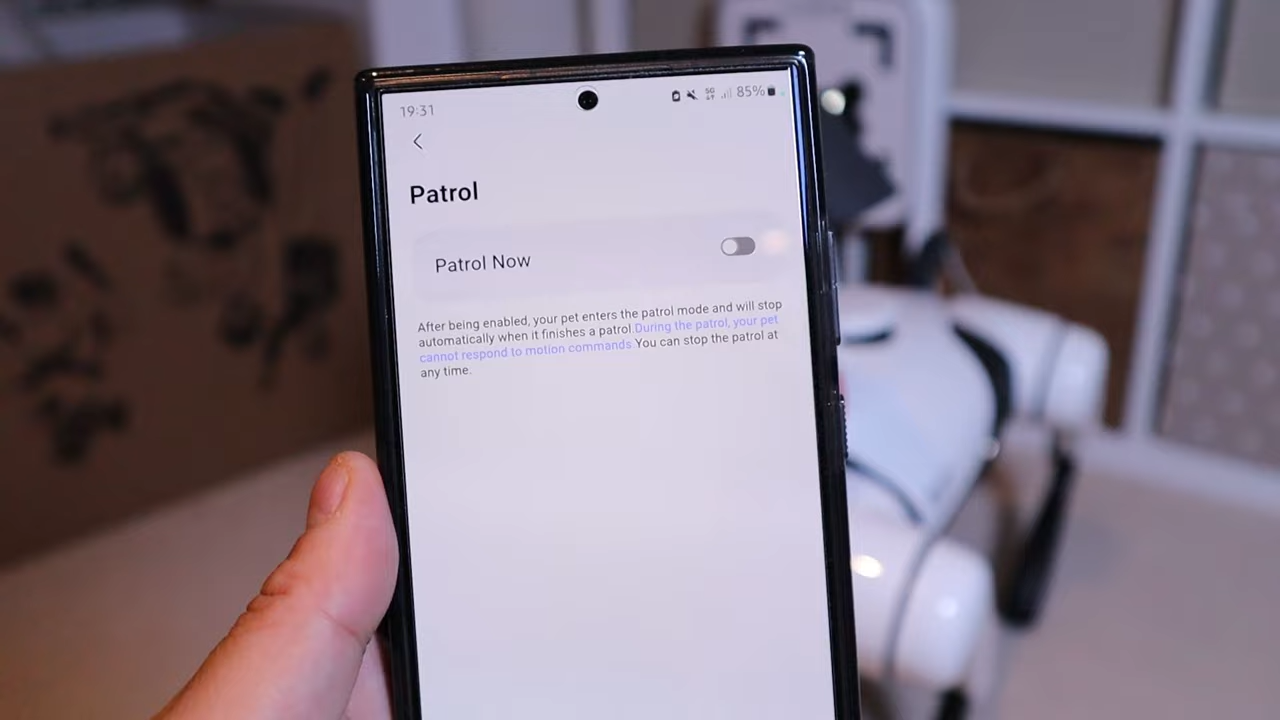 19:31
5G 85%
Patrol
Patrol Now
After being enabled, your pet enters the patrol mode and will stop
automatically when it finishes a patrol.During the patrol, your pet
cannot respond to motion commands.You can stop the patrol at
any time.